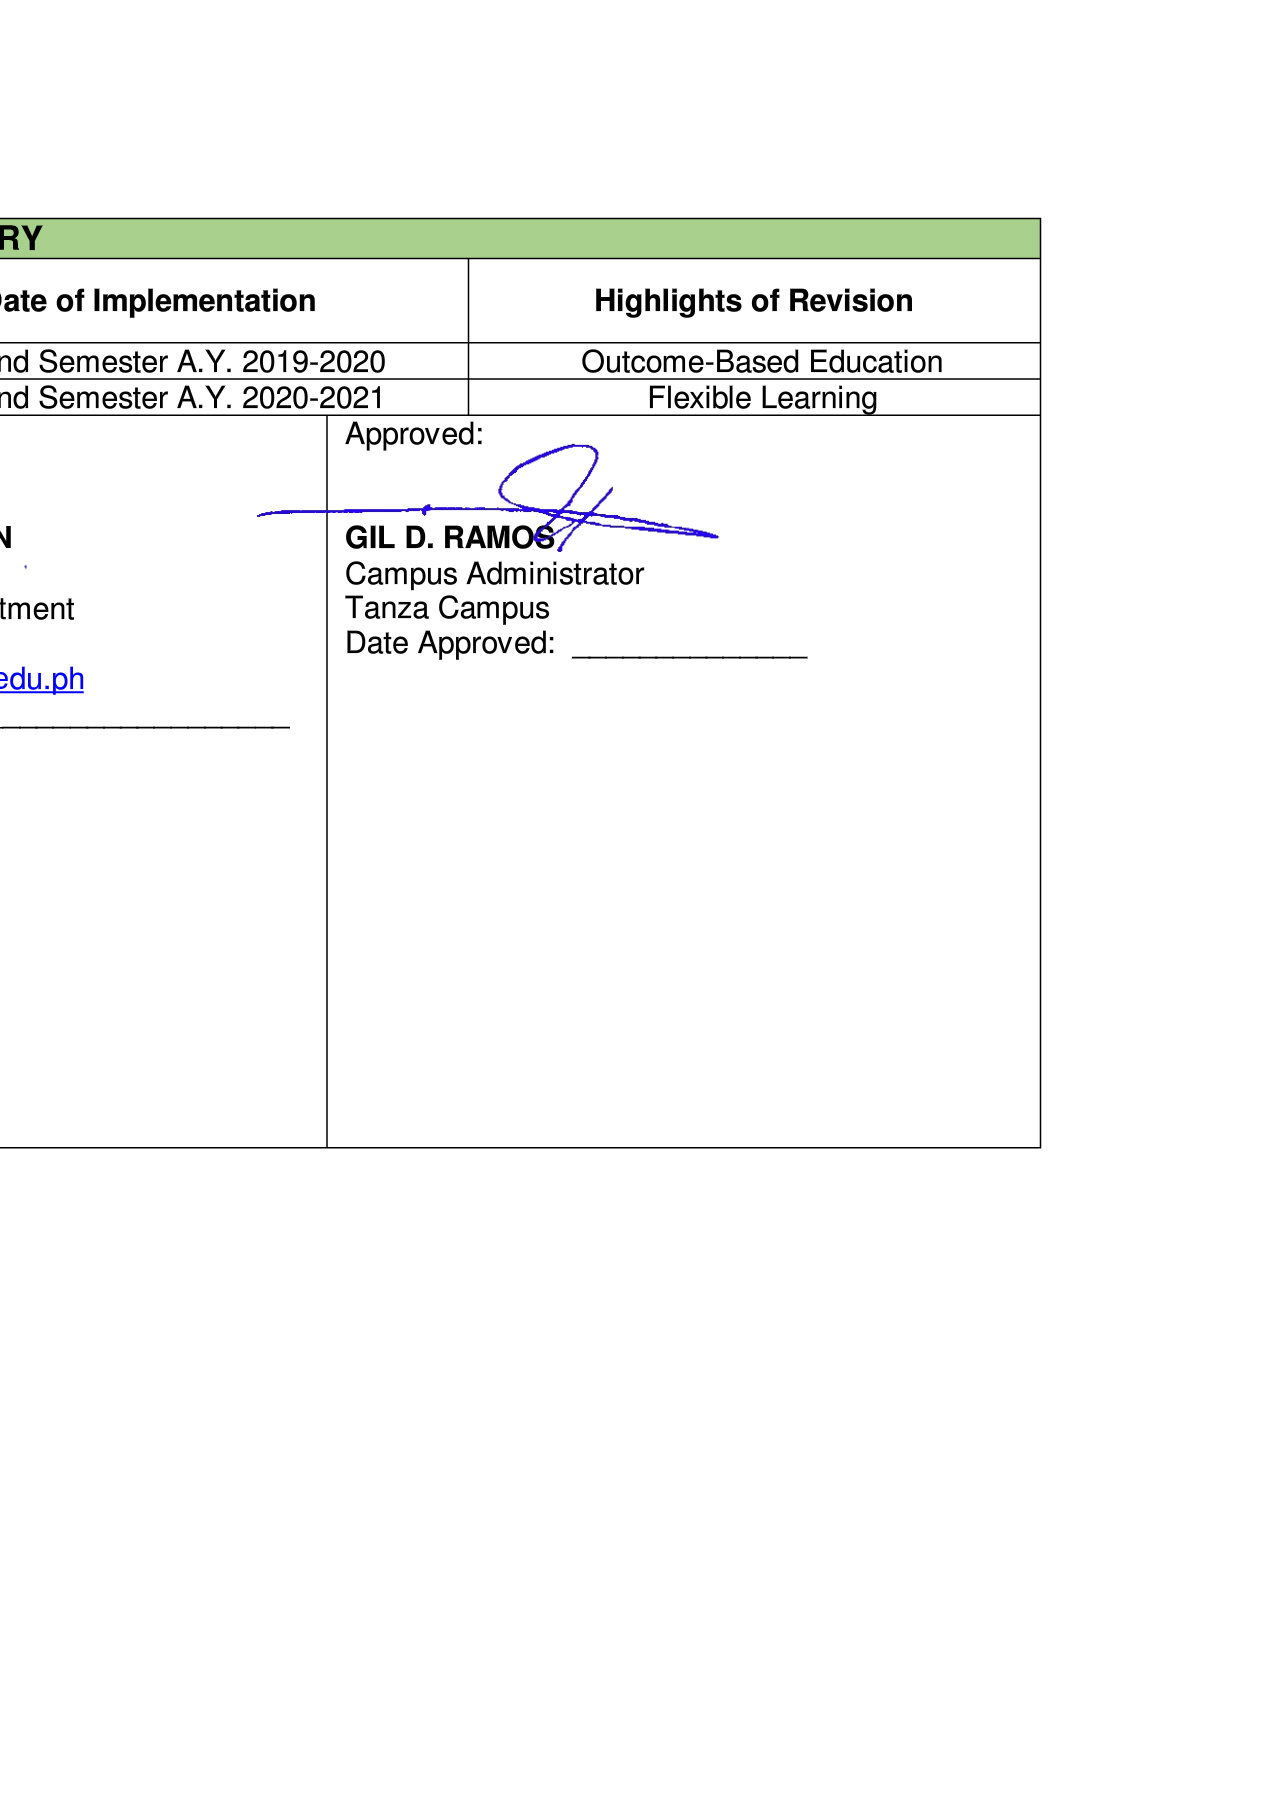 RY
ate of Implementation
Highlights of Revision
nd Semester A.Y. 2019-2020
Outcome-Based Education
nd Semester A.Y. 2020-2021
Flexible Learning
N
tment
edu.ph
___________________
Approved:
GIL D. RAMOS
Campus Administrator
Tanza Campus
Date Approved: ______________